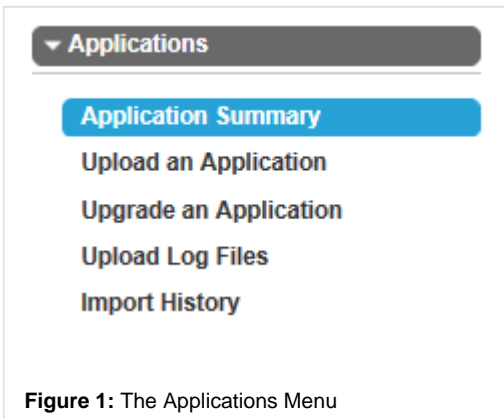 Applications
Application Summary
Upload an Application
Upgrade an Application
Upload Log Files
Import History
Figure 1: The Applications Menu